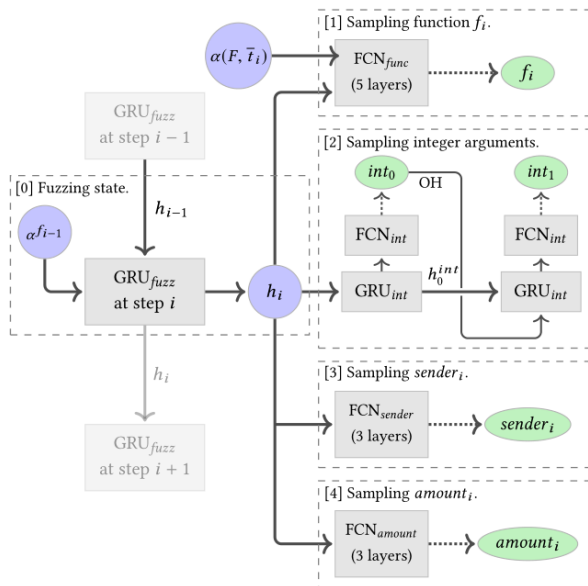 [1] Sampling function f_i.
α(F, t̄_i)
FCN_func
(5 layers)
f_i
GRU_fuzz
at step i − 1
[2] Sampling integer arguments.
int_0
OH
int_1
[0] Fuzzing state.
h_{i−1}
α^{f_{i−1}}
FCN_int
FCN_int
GRU_fuzz
at step i
h_i
GRU_int
h_0^{int}
GRU_int
h_i
[3] Sampling sender_i.
FCN_sender
(3 layers)
sender_i
GRU_fuzz
at step i + 1
[4] Sampling amount_i.
FCN_amount
(3 layers)
amount_i